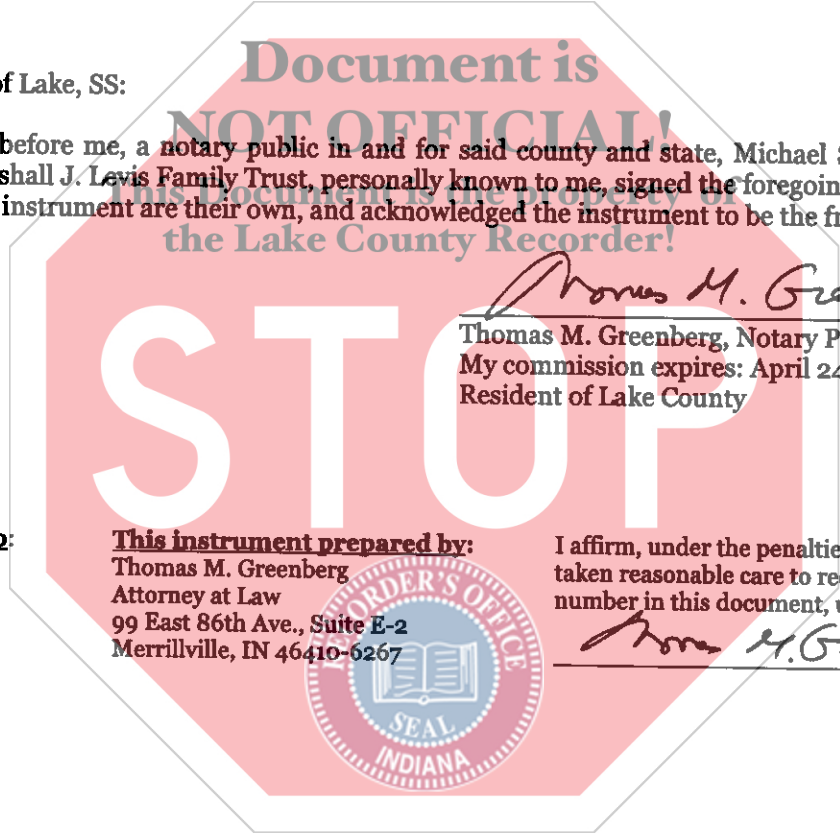 Document is
of Lake, SS:
NOT OFFICIAL!
before me, a notary public in and for said county and state, Michael
shall J. Levis Family Trust, personally known to me, signed the foregoin
This Document is the property of
instrument are their own, and acknowledged the instrument to be the fr
the Lake County Recorder!
Thomas M. Gre
Thomas M. Greenberg, Notary P
My commission expires: April 24
Resident of Lake County
STOP
This instrument prepared by:
Thomas M. Greenberg
Attorney at Law
99 East 86th Ave., Suite E-2
Merrillville, IN 46410-6267
I affirm, under the penaltie
taken reasonable care to re
number in this document, u
Thomas M. G
RECORDER'S OFFICE
SEAL
INDIANA